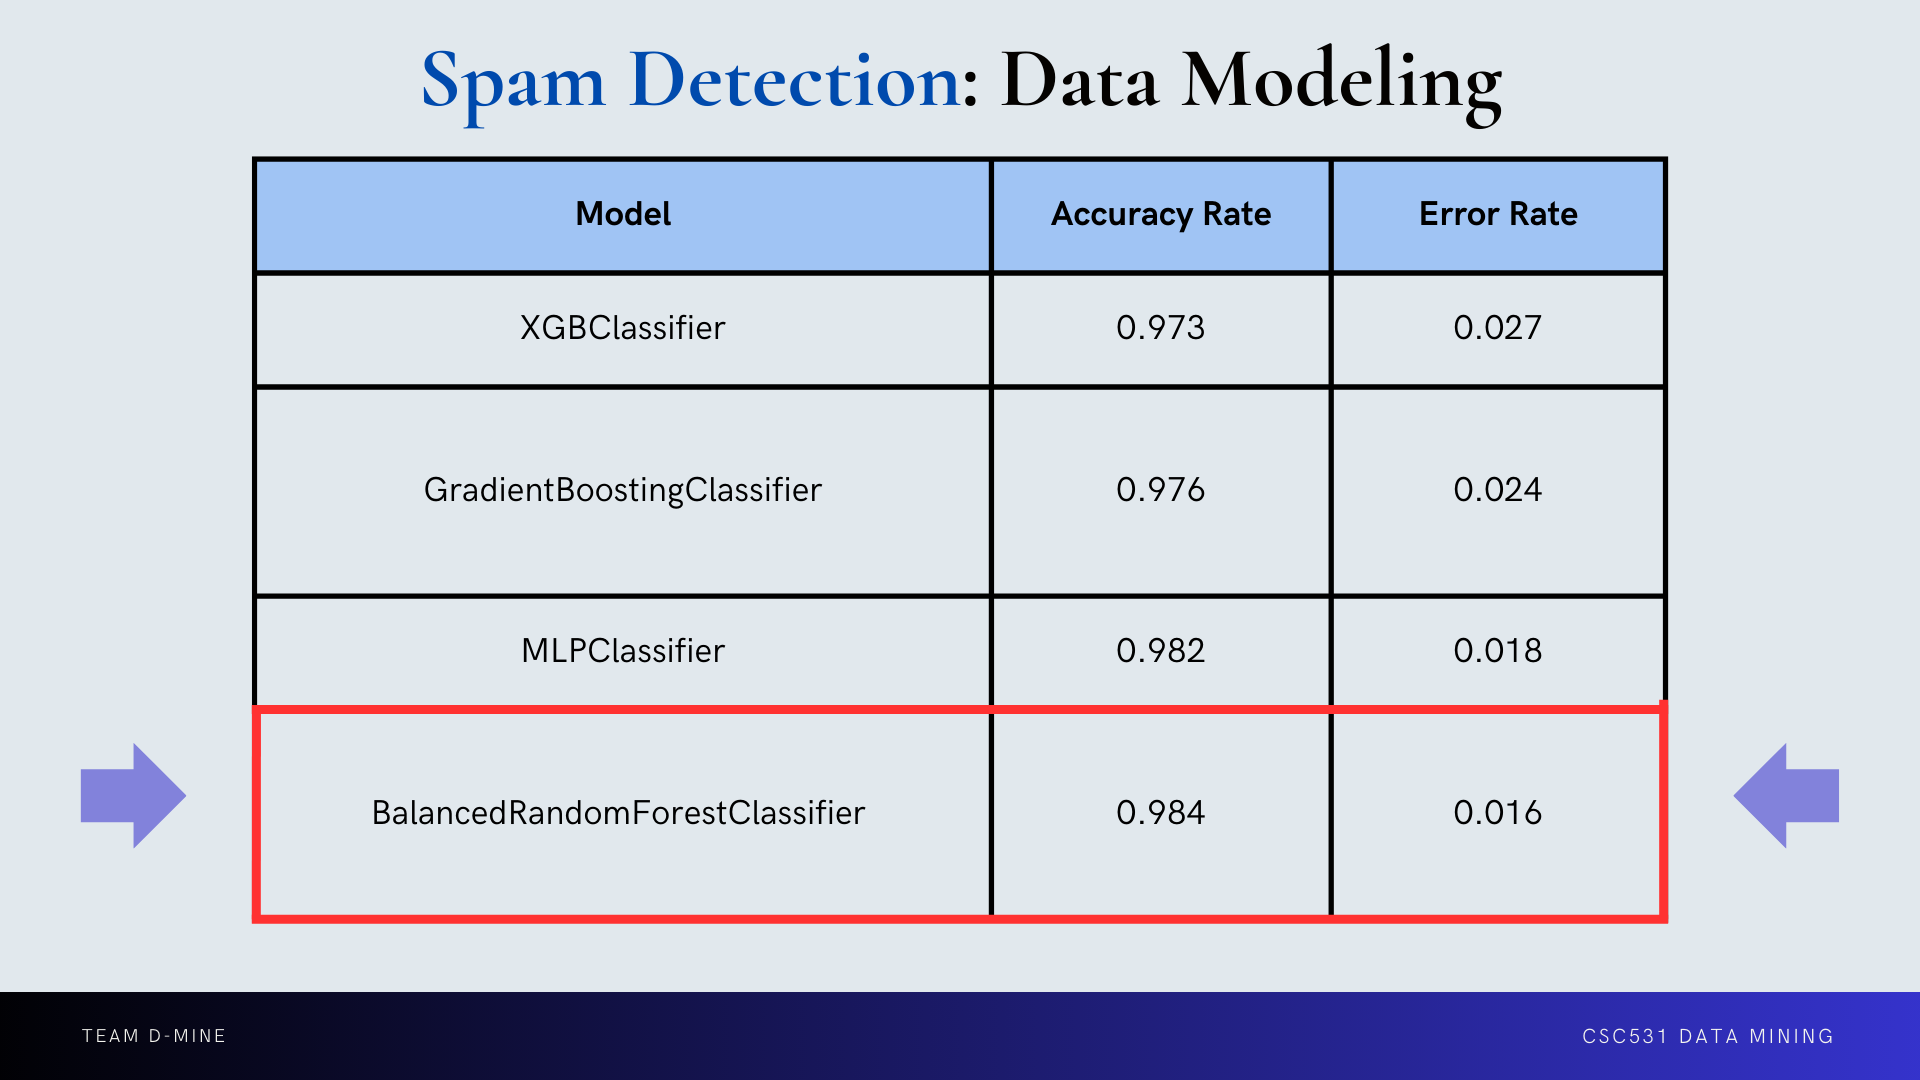 Spam Detection: Data Modeling
Model Accuracy Rate Error Rate
XGBClassifier 0.973 0.027
GradientBoostingClassifier 0.976 0.024
MLPClassifier 0.982 0.018
BalancedRandomForestClassifier 0.984 0.016
TEAM D-MINE CSC531 DATA MINING